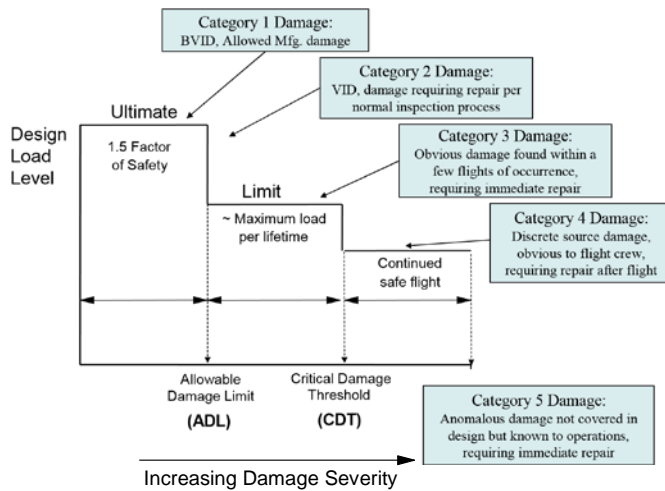 Category 1 Damage:
BVID, Allowed Mfg. damage
Category 2 Damage:
VID, damage requiring repair per
normal inspection process
Ultimate
Design
Load
Level
1.5 Factor
of Safety
Category 3 Damage:
Obvious damage found within a
few flights of occurrence,
requiring immediate repair
Limit
~ Maximum load
per lifetime
Category 4 Damage:
Discrete source damage,
obvious to flight crew,
requiring repair after flight
Continued
safe flight
Allowable
Damage Limit
(ADL)
Critical Damage
Threshold
(CDT)
Category 5 Damage:
Anomalous damage not covered in
design but known to operations,
requiring immediate repair
Increasing Damage Severity